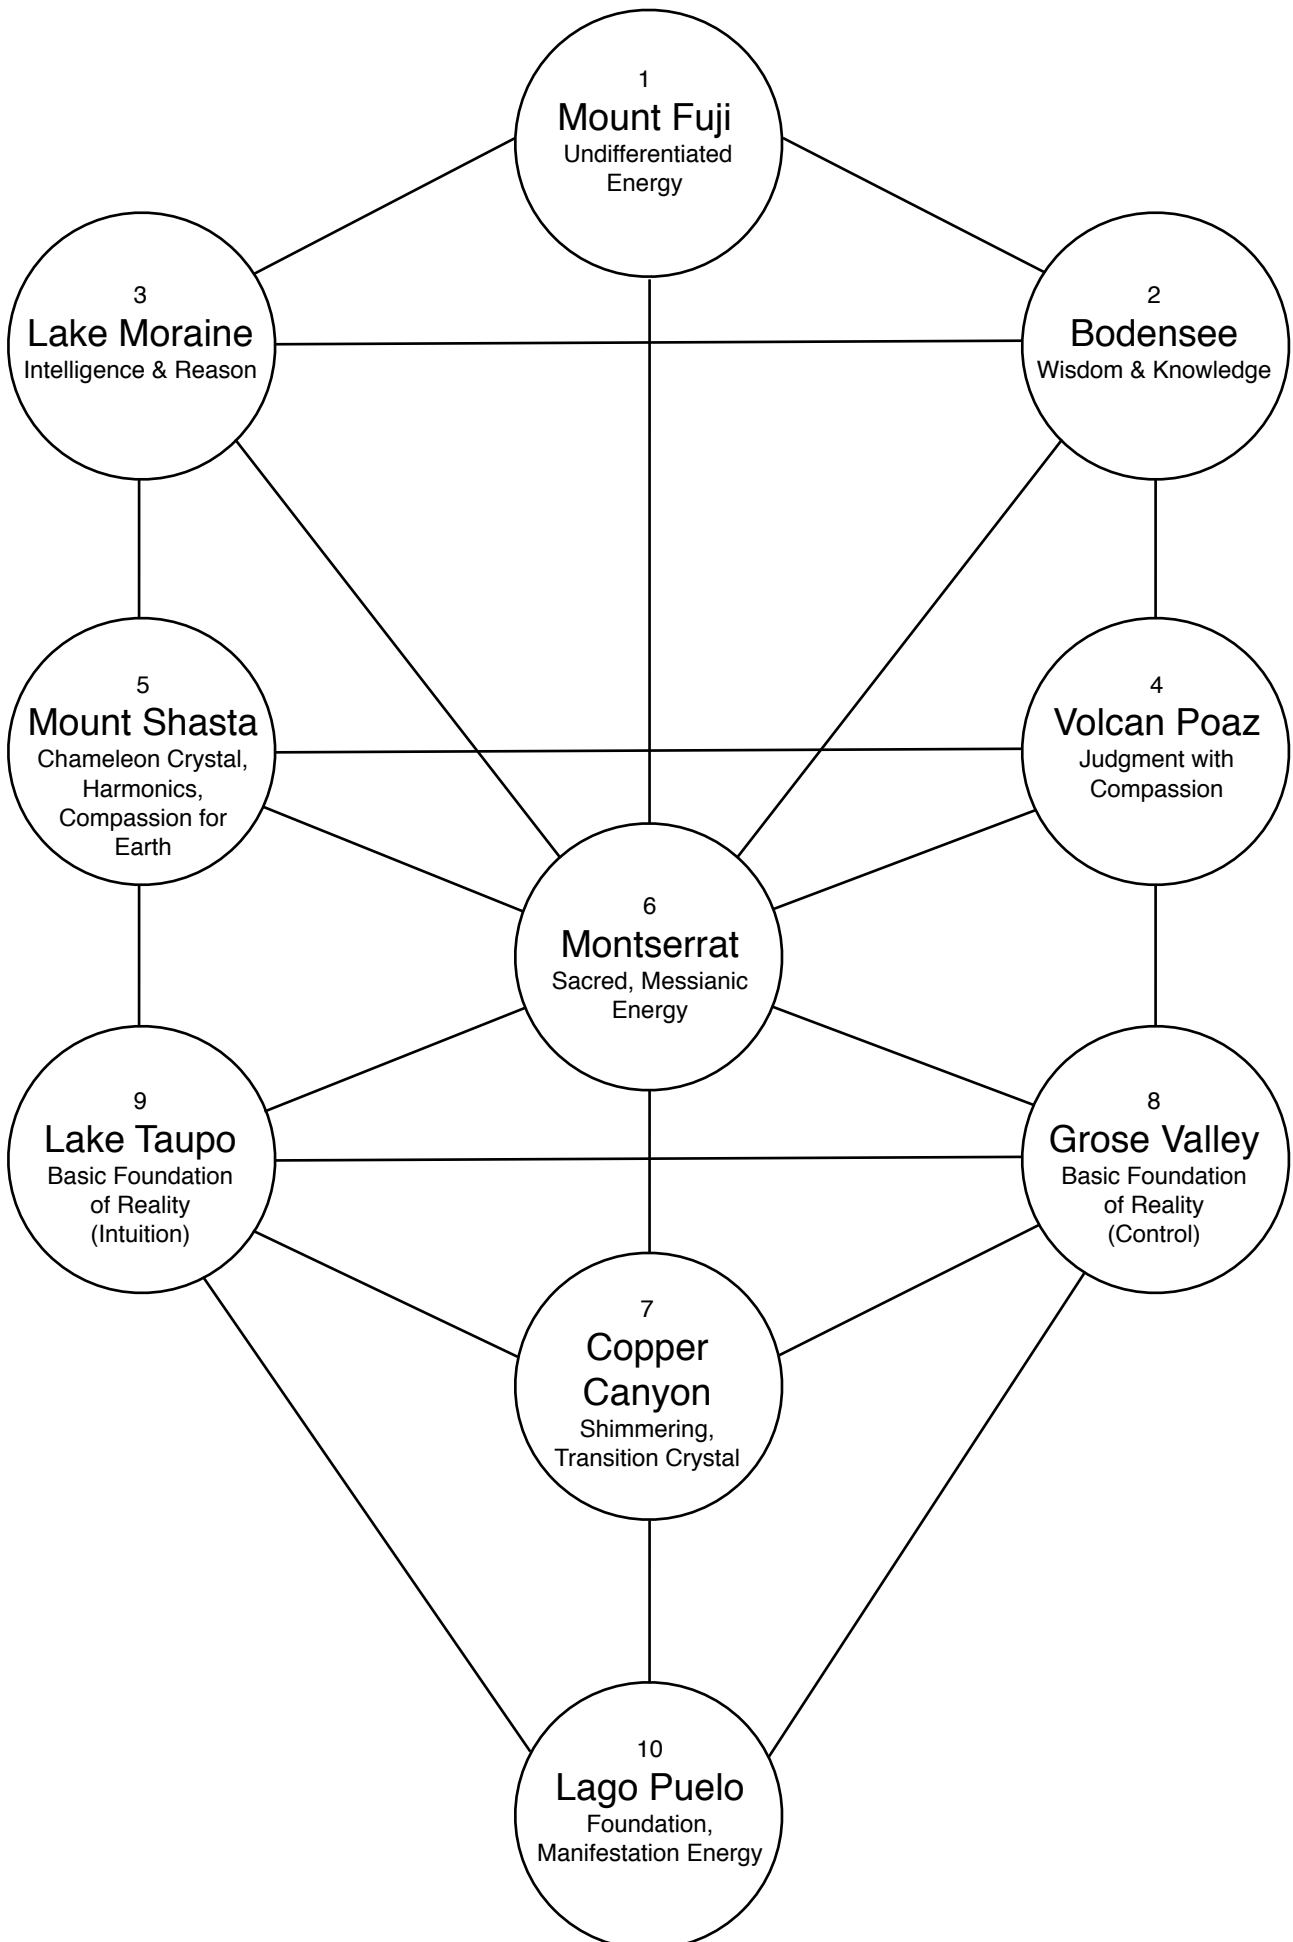 1
Mount Fuji
Undifferentiated
Energy
3
Lake Moraine
Intelligence & Reason
2
Bodensee
Wisdom & Knowledge
5
Mount Shasta
Chameleon Crystal,
Harmonics,
Compassion for
Earth
4
Volcan Poaz
Judgment with
Compassion
6
Montserrat
Sacred, Messianic
Energy
9
Lake Taupo
Basic Foundation
of Reality
(Intuition)
8
Grose Valley
Basic Foundation
of Reality
(Control)
7
Copper
Canyon
Shimmering,
Transition Crystal
10
Lago Puelo
Foundation,
Manifestation Energy